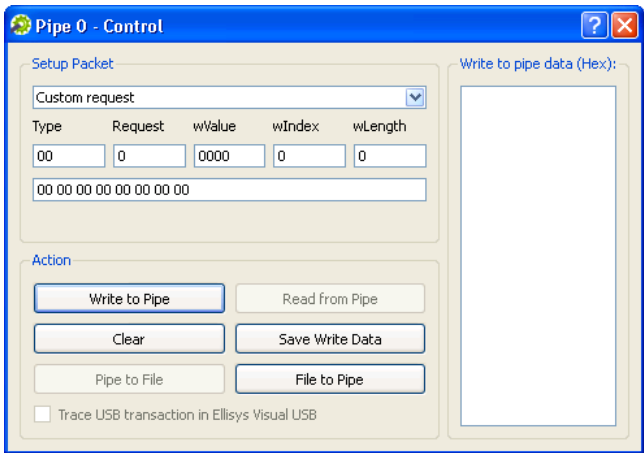 Pipe 0 - Control
Setup Packet
Custom request
Type Request wValue wIndex wLength
00 0 0000 0 0
00 00 00 00 00 00 00 00
Action
Write to Pipe Read from Pipe
Clear Save Write Data
Pipe to File File to Pipe
Trace USB transaction in Ellisys Visual USB
Write to pipe data (Hex):